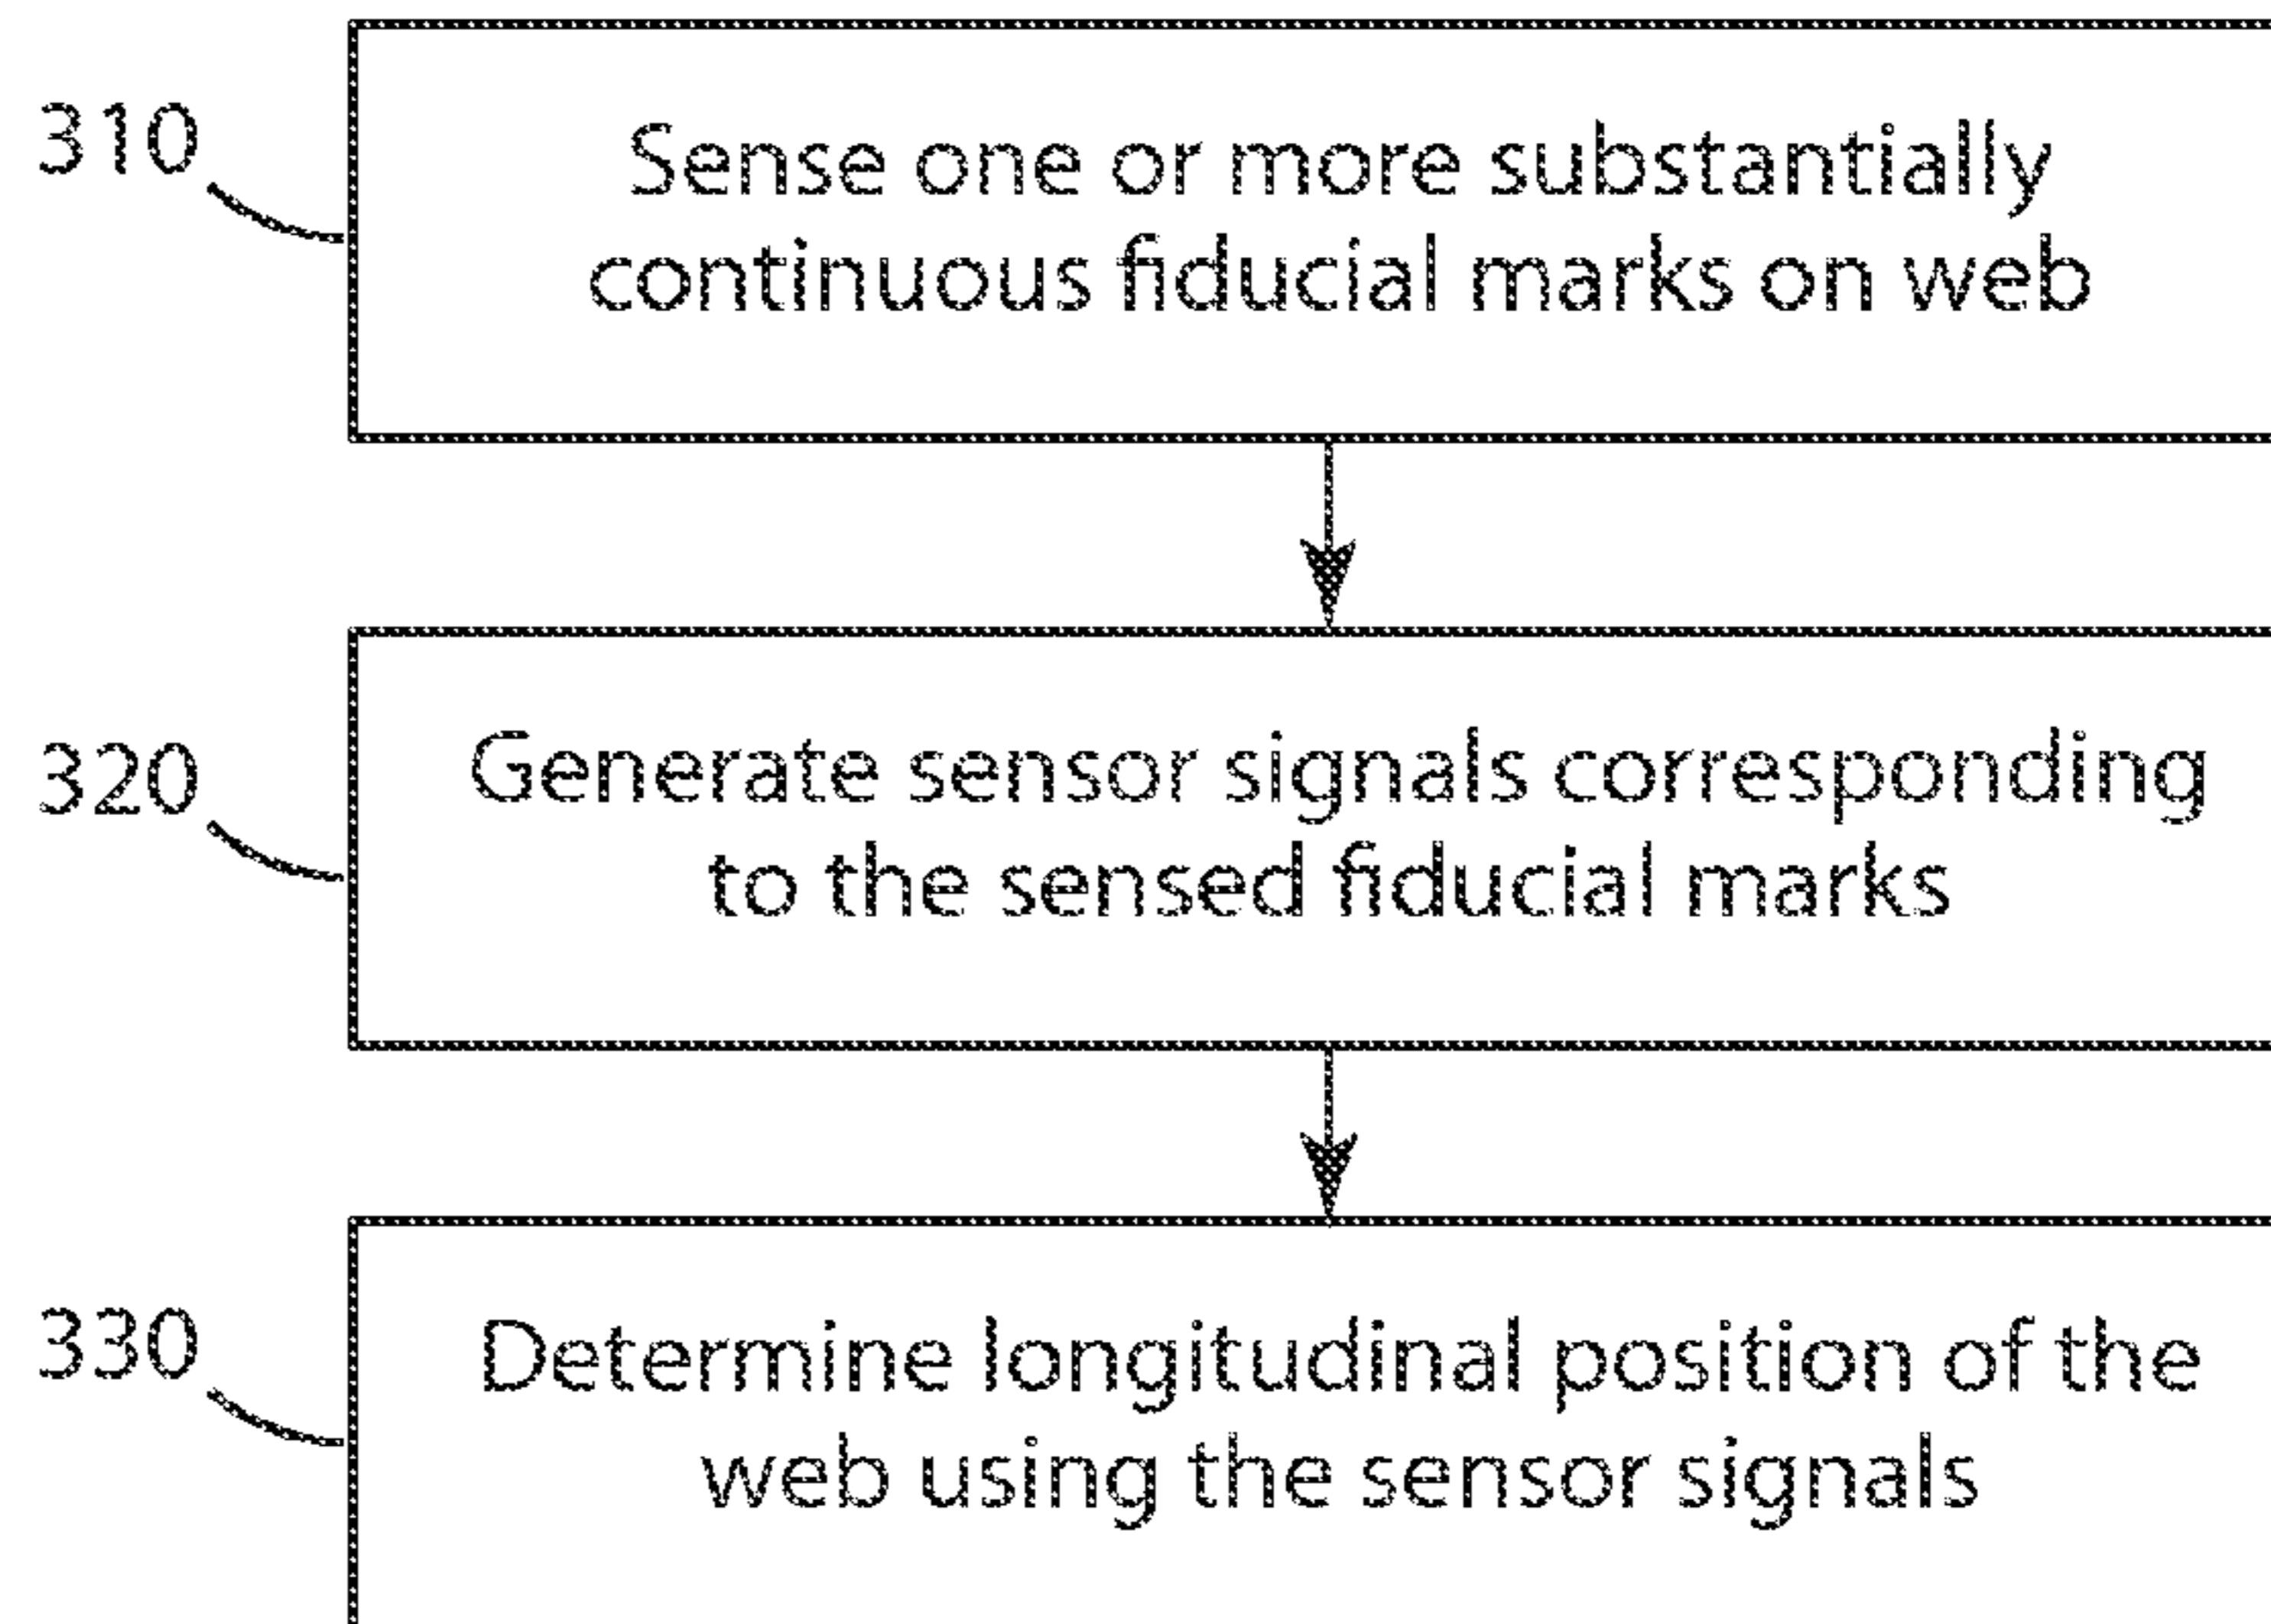 310
Sense one or more substantially
continuous fiducial marks on web
320
Generate sensor signals corresponding
to the sensed fiducial marks
330
Determine longitudinal position of the
web using the sensor signals